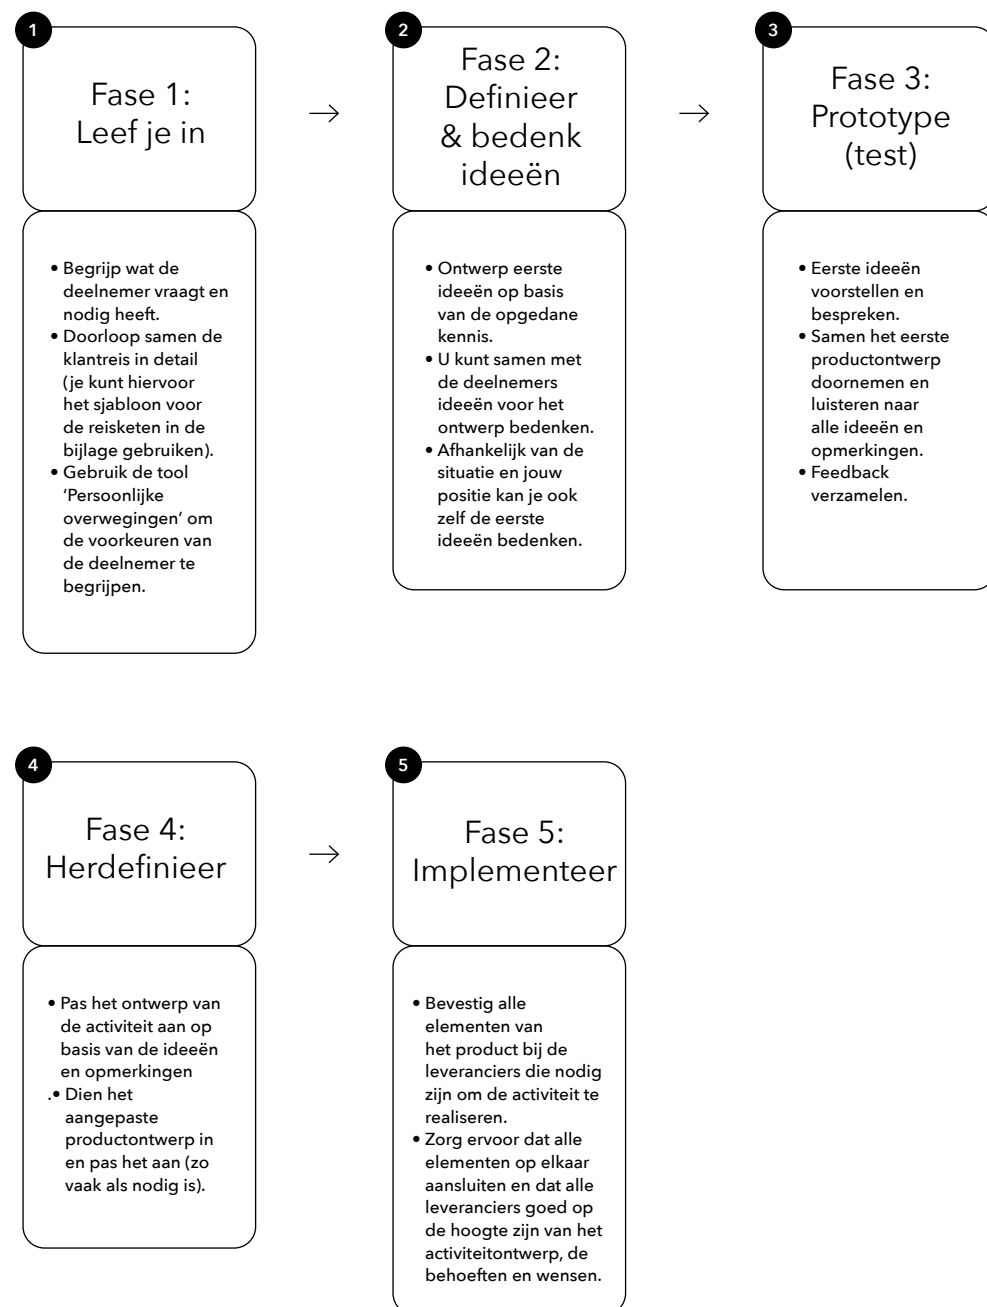 1
Fase 1:
Leef je in
• Begrijp wat de
deelnemer vraagt en
nodig heeft.
• Doorloop samen de
klantreis in detail
(je kunt hiervoor
het sjabloon voor
de reisketen in de
bijlage gebruiken).
• Gebruik de tool
‘Persoonlijke
overwegingen’ om
de voorkeuren van
de deelnemer te
begrijpen.
→
2
Fase 2:
Definieer
& bedenk
ideeën
• Ontwerp eerste
ideeën op basis
van de opgedane
kennis.
• U kunt samen met
de deelnemers
ideeën voor het
ontwerp bedenken.
• Afhankelijk van de
situatie en jouw
positie kan je ook
zelf de eerste
ideeën bedenken.
→
3
Fase 3:
Prototype
(test)
• Eerste ideeën
voorstellen en
bespreken.
• Samen het eerste
productontwerp
doornemen en
luisteren naar
alle ideeën en
opmerkingen.
• Feedback
verzamelen.
4
Fase 4:
Herdefinieer
• Pas het ontwerp van
de activiteit aan op
basis van de ideeën
en opmerkingen
.• Dien het
aangepaste
productontwerp in
en pas het aan (zo
vaak als nodig is).
→
5
Fase 5:
Implementeer
• Bevestig alle
elementen van
het product bij de
leveranciers die nodig
zijn om de activiteit te
realiseren.
• Zorg ervoor dat alle
elementen op elkaar
aansluiten en dat alle
leveranciers goed op
de hoogte zijn van het
activiteitontwerp, de
behoeften en wensen.